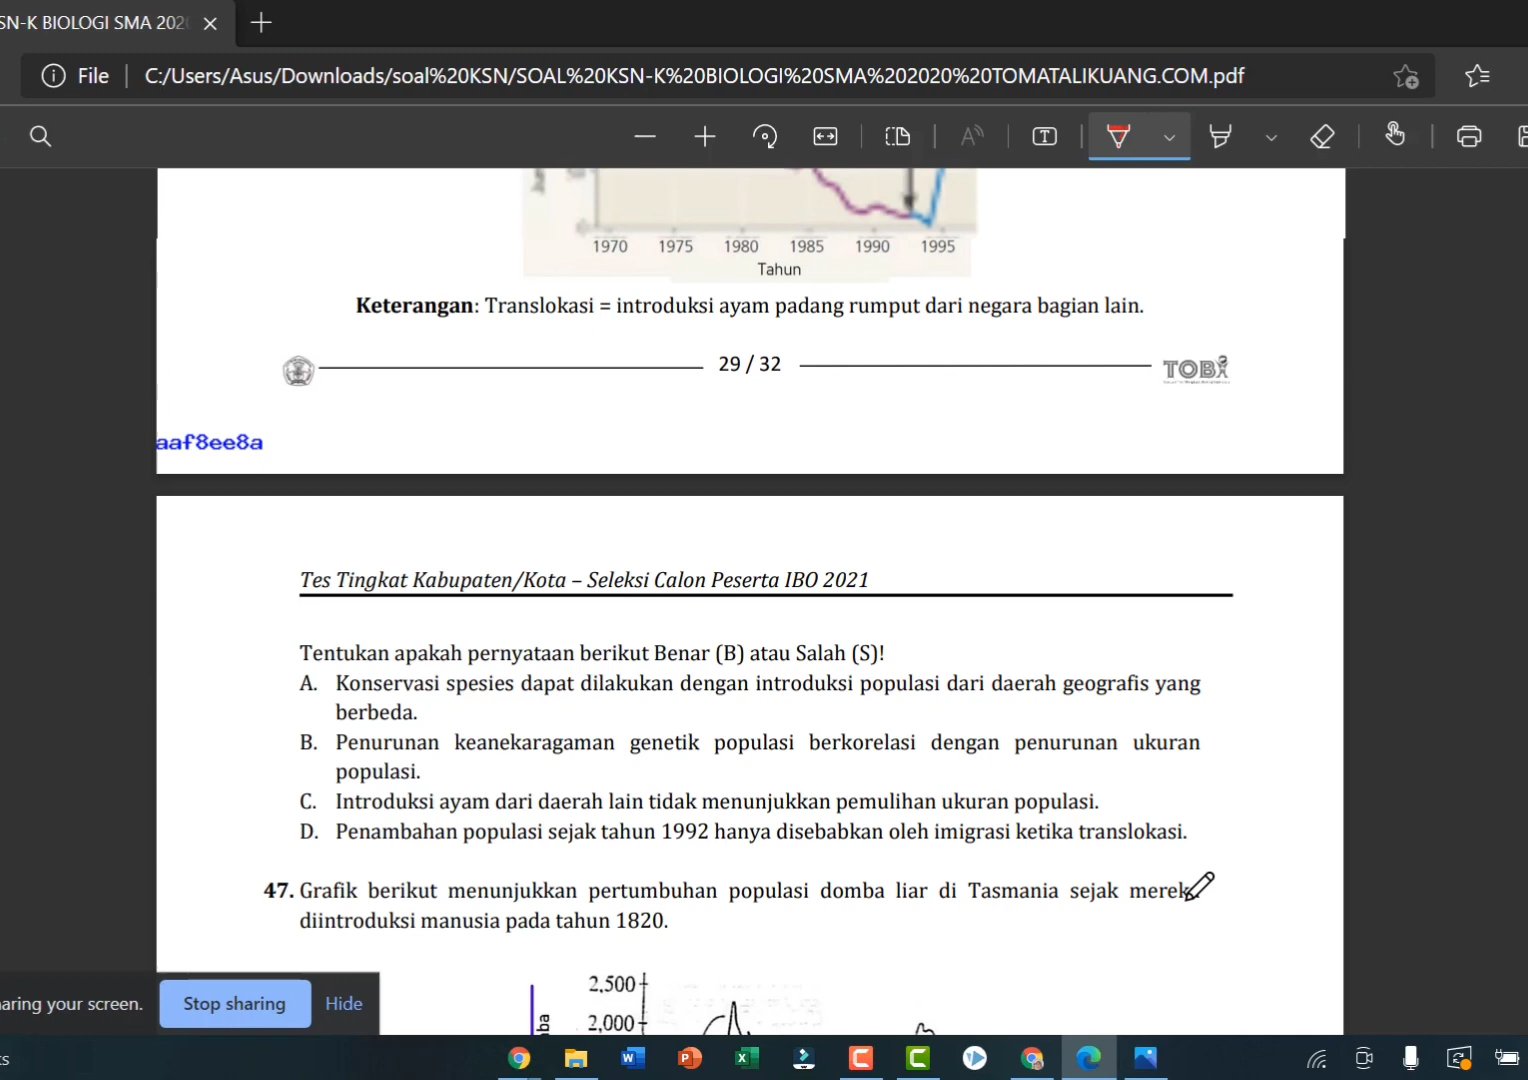 SN-K BIOLOGI SMA 202
File
C:/Users/Asus/Downloads/soal%20KSN/SOAL%20KSN-K%20BIOLOGI%20SMA%202020%20TOMATALIKUANG.COM.pdf
1970 1975 1980 1985 1990 1995
Tahun
Keterangan: Translokasi = introduksi ayam padang rumput dari negara bagian lain.
29 / 32
TOBI
aaf8ee8a
Tes Tingkat Kabupaten/Kota – Seleksi Calon Peserta IBO 2021
Tentukan apakah pernyataan berikut Benar (B) atau Salah (S)!
A. Konservasi spesies dapat dilakukan dengan introduksi populasi dari daerah geografis yang
berbeda.
B. Penurunan keanekaragaman genetik populasi berkorelasi dengan penurunan ukuran
populasi.
C. Introduksi ayam dari daerah lain tidak menunjukkan pemulihan ukuran populasi.
D. Penambahan populasi sejak tahun 1992 hanya disebabkan oleh imigrasi ketika translokasi.
47. Grafik berikut menunjukkan pertumbuhan populasi domba liar di Tasmania sejak merek
diintroduksi manusia pada tahun 1820.
2,500
2,000
aring your screen.
Stop sharing
Hide